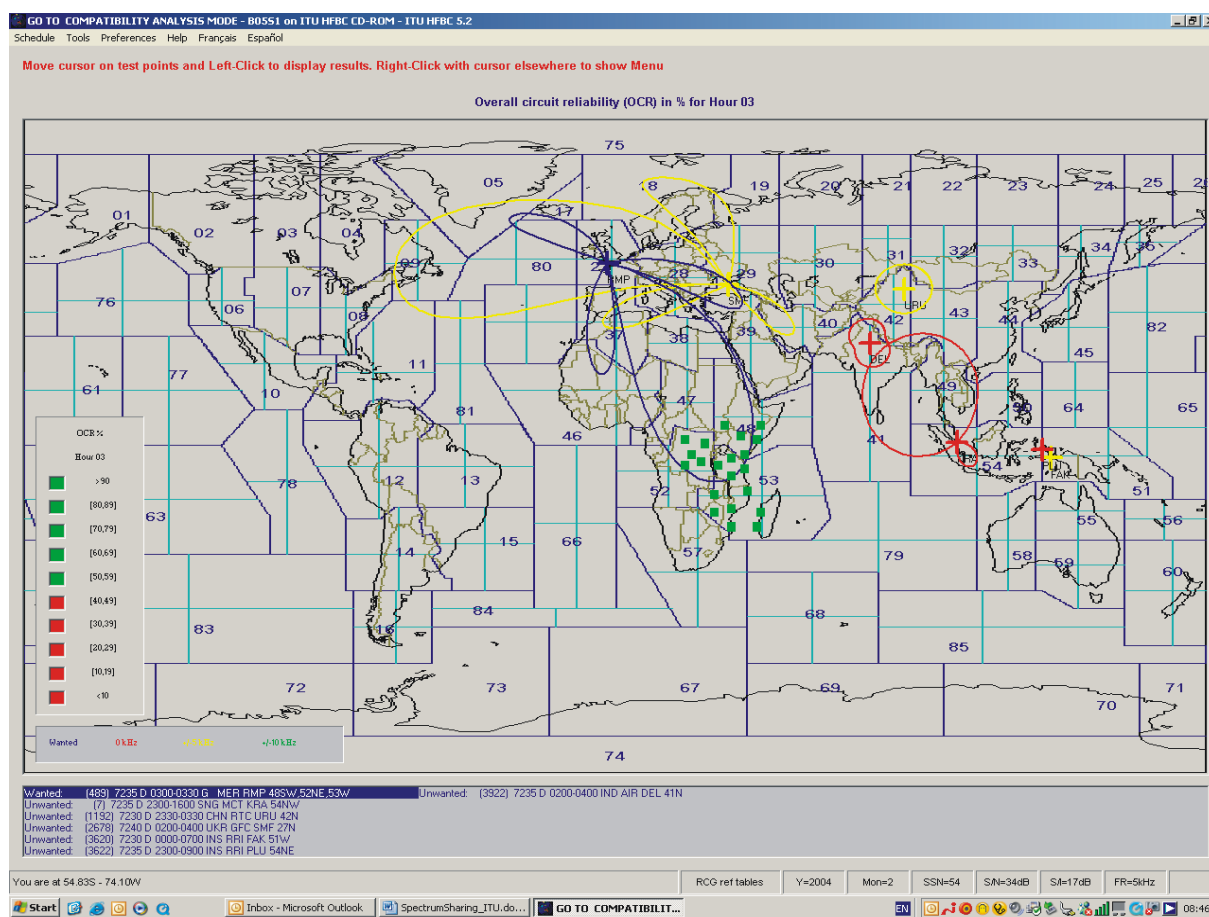 GO TO COMPATIBILITY ANALYSIS MODE - B05S1 on ITU HFBC CD-ROM - ITU HFBC 5.2
Schedule Tools Preferences Help Français Español
Move cursor on test points and Left-Click to display results. Right-Click with cursor elsewhere to show Menu
Overall circuit reliability (OCR) in % for Hour 03
75
05 18 19 20 21 22 23 24 25
01 17
02 03 04 34
09 80 28 29 30 31 32 33
RMP SMF URU
76 07
06 08 42 43 44 82
37 38 39 40
DEL 45
77 11
61 10 49 64 65
81 47
46 48 41
54 PLU
FAK
12 13 52 53 51
78
63 55 56
14 15 66 57 79 58 59
60
84 68
83 16 85
72 73 67 69 71
70
74
OCR %
Hour 03
>90
[80,89]
[70,79]
[60,69]
[50,59]
[40,49]
[30,39]
[20,29]
[10,19]
<10
Wanted 0 kHz +/-10 kHz
Wanted: (489) 7235 D 0300-0330 G MER RMP 48SW,52NE,53W Unwanted: (3922) 7235 D 0200-0400 IND AIR DEL 41N
Unwanted: (7) 7235 D 2300-1600 SNG MCT KRA 54NW
Unwanted: (1192) 7230 D 2330-0330 CHN RTC URU 42N
Unwanted: (2678) 7240 D 0200-0400 UKR GFC SMF 27N
Unwanted: (3620) 7230 D 0000-0700 INS RRI FAK 51W
Unwanted: (3622) 7235 D 2300-0900 INS RRI PLU 54NE
You are at 54.83S - 74.10W RCG ref tables Y=2004 Mon=2 SSN=54 S/N=34dB S/I=17dB FR=5kHz
Start Inbox - Microsoft Outlook SpectrumSharing_ITU.do... GO TO COMPATIBILIT... EN 08:46